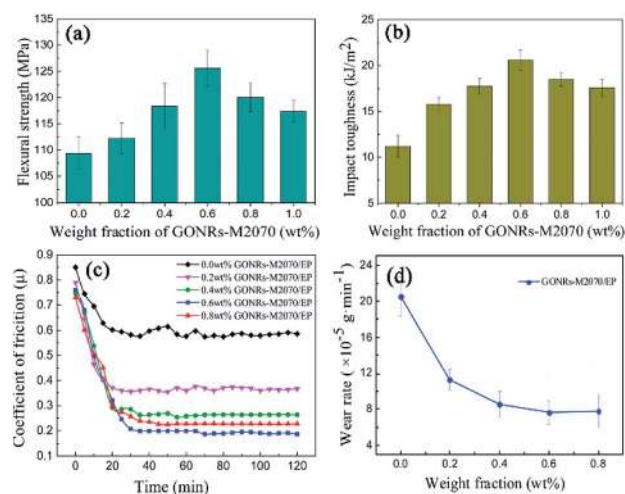 (a)
Flexural strength (MPa)
135
130
125
120
115
110
105
100
0.0 0.2 0.4 0.6 0.8 1.0
Weight fraction of GONRs-M2070 (wt%)
(b)
Impact toughness (kJ/m²)
25
20
15
10
5
0.0 0.2 0.4 0.6 0.8 1.0
Weight fraction of GONRs-M2070 (wt%)
(c)
0.0wt% GONRs-M2070/EP
0.2wt% GONRs-M2070/EP
0.4wt% GONRs-M2070/EP
0.6wt% GONRs-M2070/EP
0.8wt% GONRs-M2070/EP
Coefficient of fricition (μ)
0.9
0.8
0.7
0.6
0.5
0.4
0.3
0.2
0.1
0 20 40 60 80 100 120
Time (min)
(d)
GONRs-M2070/EP
Wear rate ( ×10⁻⁵ g·min⁻¹)
24
20
16
12
8
4
0.0 0.2 0.4 0.6 0.8
Weight fraction (wt%)